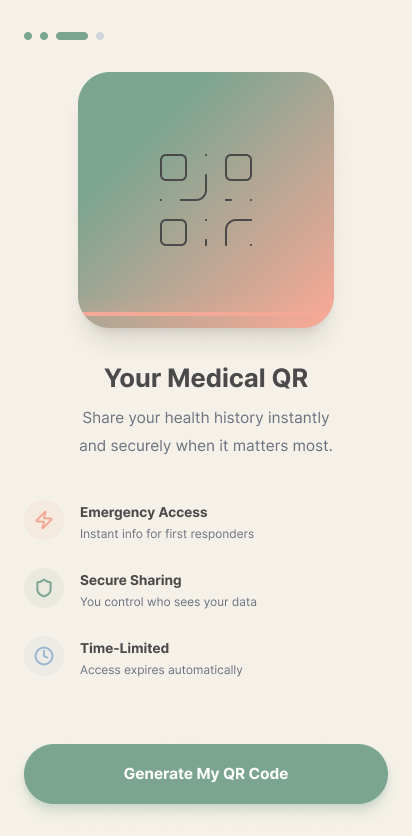 Your Medical QR
Share your health history instantly
and securely when it matters most.
Emergency Access
Instant info for first responders
Secure Sharing
You control who sees your data
Time-Limited
Access expires automatically
Generate My QR Code